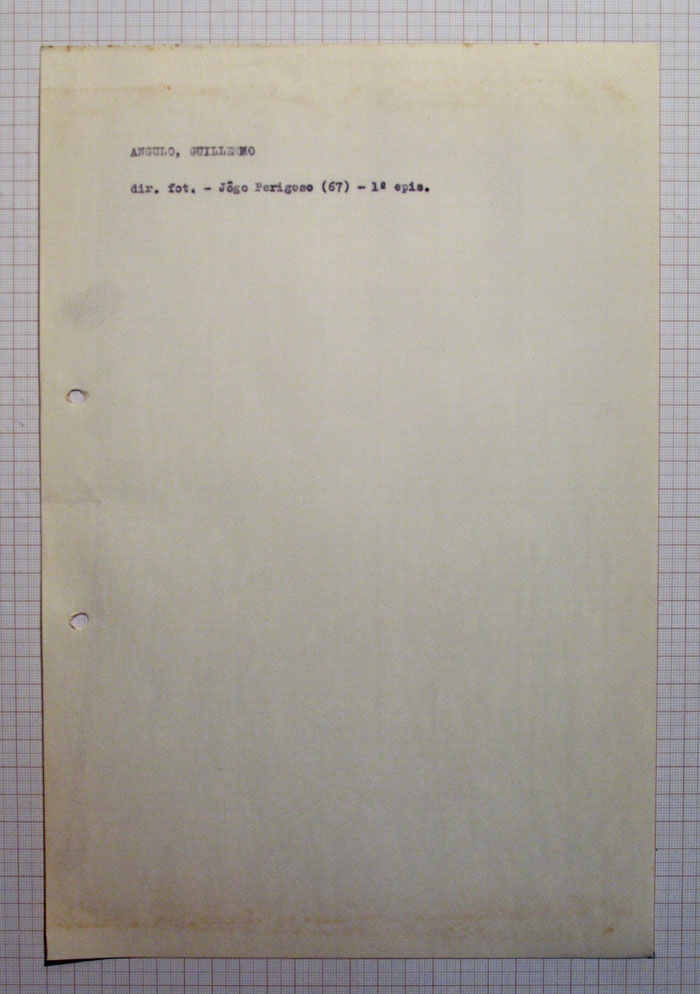 ANGULO, GUILLERMO
dir. fot. - Jôgo Perigoso (67) - 1º epis.